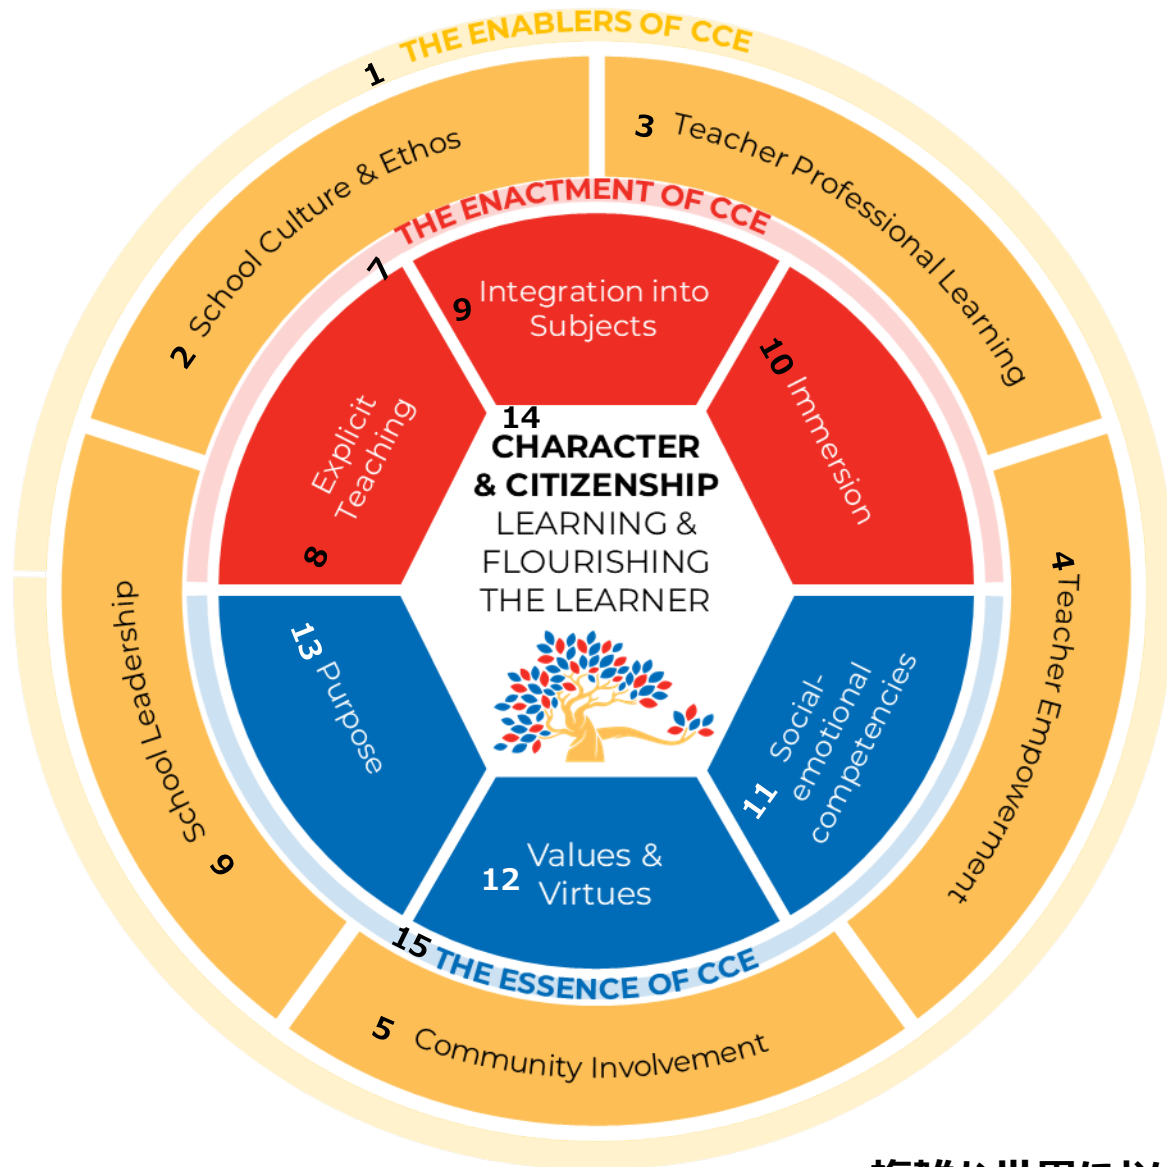 1 THE ENABLERS OF CCE
2 School Culture & Ethos
3 Teacher Professional Learning
4 Teacher Empowerment
5 Community Involvement
6 School Leadership
7 THE ENACTMENT OF CCE
8 Explicit
Teaching
9 Integration into
Subjects
10 Immersion
11 Social-
emotional
competencies
12 Values &
Virtues
13 Purpose
14
CHARACTER
& CITIZENSHIP
LEARNING &
FLOURISHING
THE LEARNER
15 THE ESSENCE OF CCE